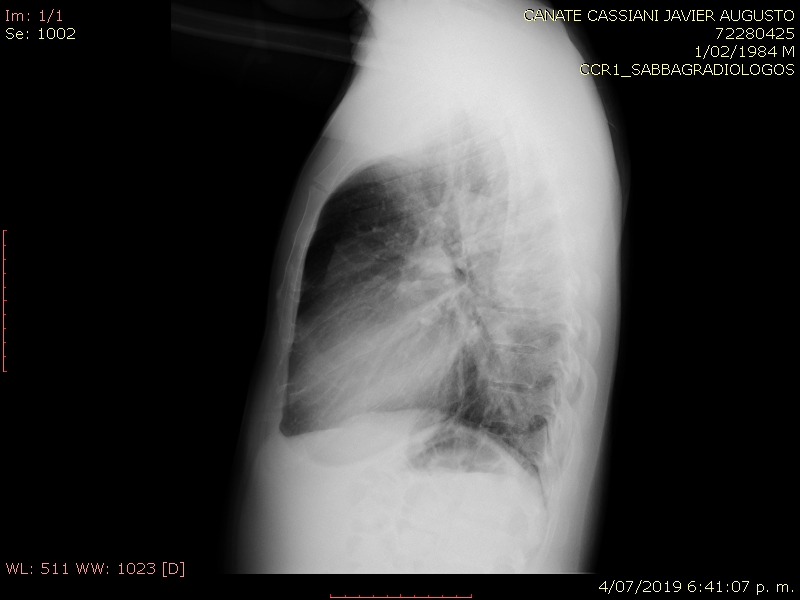 Im: 1/1
Se: 1002
CANATE CASSIANI JAVIER AUGUSTO
72280425
1/02/1984 M
CCR1_SABBAGRADIOLOGOS
WL: 511 WW: 1023 [D]
4/07/2019 6:41:07 p. m.